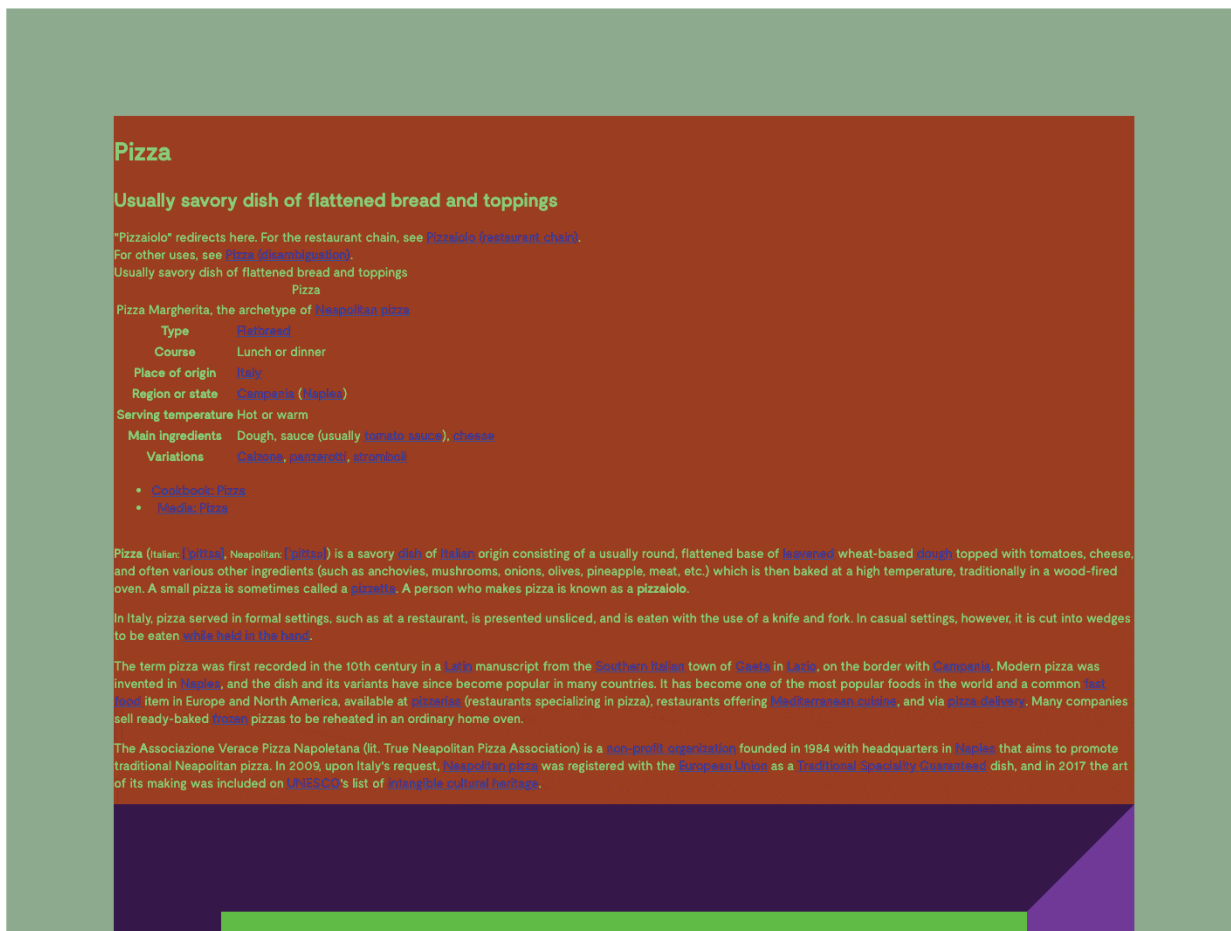 Pizza
Usually savory dish of flattened bread and toppings
"Pizzaiolo" redirects here. For the restaurant chain, see Pizzaiolo (restaurant chain).
For other uses, see Pizza (disambiguation).
Usually savory dish of flattened bread and toppings
Pizza
Pizza Margherita, the archetype of Neapolitan pizza
Type Flatbread
Course Lunch or dinner
Place of origin Italy
Region or state Campania (Naples)
Serving temperature Hot or warm
Main ingredients Dough, sauce (usually tomato sauce), cheese
Variations Calzone, panzerotti, stromboli
• Cookbook: Pizza
• Media: Pizza
Pizza (Italian: [ˈpittsa], Neapolitan: [ˈpittsə]) is a savory dish of Italian origin consisting of a usually round, flattened base of leavened wheat-based dough topped with tomatoes, cheese,
and often various other ingredients (such as anchovies, mushrooms, onions, olives, pineapple, meat, etc.) which is then baked at a high temperature, traditionally in a wood-fired
oven. A small pizza is sometimes called a pizzetta. A person who makes pizza is known as a pizzaiolo.
In Italy, pizza served in formal settings, such as at a restaurant, is presented unsliced, and is eaten with the use of a knife and fork. In casual settings, however, it is cut into wedges
to be eaten while held in the hand.
The term pizza was first recorded in the 10th century in a Latin manuscript from the Southern Italian town of Gaeta in Lazio, on the border with Campania. Modern pizza was
invented in Naples, and the dish and its variants have since become popular in many countries. It has become one of the most popular foods in the world and a common fast
food item in Europe and North America, available at pizzerias (restaurants specializing in pizza), restaurants offering Mediterranean cuisine, and via pizza delivery. Many companies
sell ready-baked frozen pizzas to be reheated in an ordinary home oven.
The Associazione Verace Pizza Napoletana (lit. True Neapolitan Pizza Association) is a non-profit organization founded in 1984 with headquarters in Naples that aims to promote
traditional Neapolitan pizza. In 2009, upon Italy's request, Neapolitan pizza was registered with the European Union as a Traditional Speciality Guaranteed dish, and in 2017 the art
of its making was included on UNESCO's list of intangible cultural heritage.